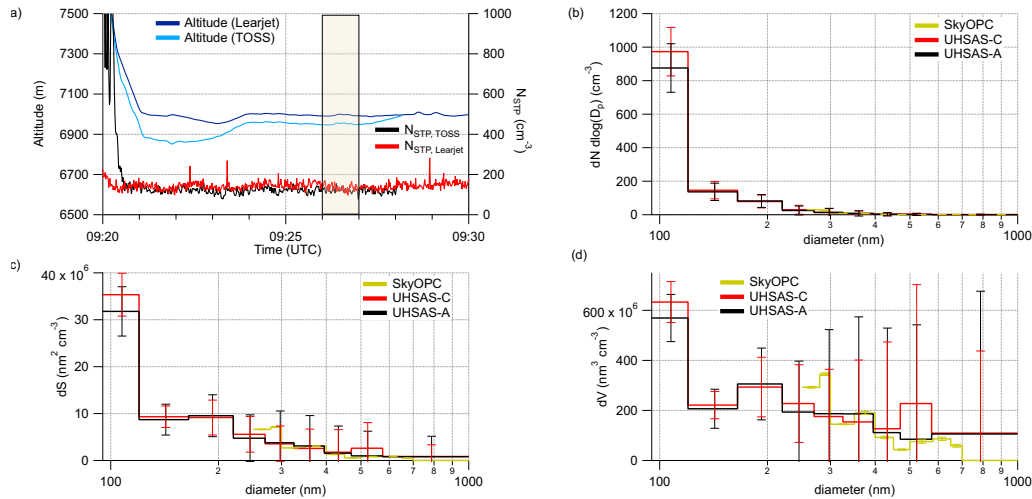 a)
7500
7300
7100
6900
6700
6500
Altitude (m)
Altitude (Learjet)
Altitude (TOSS)
N STP, TOSS
N STP, Learjet
1000
800
600
400
200
0
N STP (cm-3)
09:20
09:25
09:30
Time (UTC)
(b)
1200
1000
800
600
400
200
0
dN dlog(Dp) (cm-3)
SkyOPC
UHSAS-C
UHSAS-A
100
2
3
4
5
6
7
8
9
1000
diameter (nm)
c)
40 x 10^6
30
20
10
0
dS (nm2 cm-3)
SkyOPC
UHSAS-C
UHSAS-A
100
2
3
4
5
6
7
8
9
1000
diameter (nm)
(d)
600 x 10^6
400
200
0
dV (nm3 cm-3)
SkyOPC
UHSAS-C
UHSAS-A
100
2
3
4
5
6
7
8
9
1000
diameter (nm)